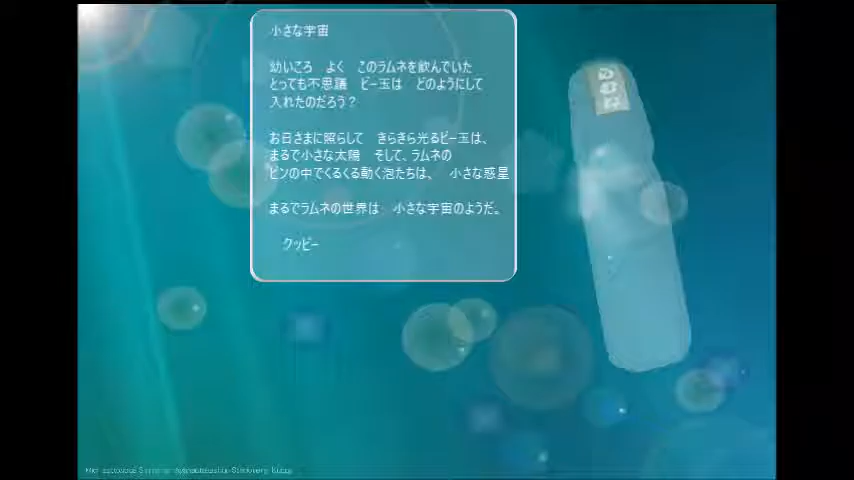 小さな宇宙
幼いころ　よく　このラムネを飲んでいた
とっても不思議　ビー玉は　どのようにして
入れたのだろう？
お日さまに照らして　きらきら光るビー玉は、
まるで小さな太陽　そして、ラムネの
ビンの中でくるくる動く泡たちは、　小さな惑星
まるでラムネの世界は　小さな宇宙のようだ。
クッピー
らむね